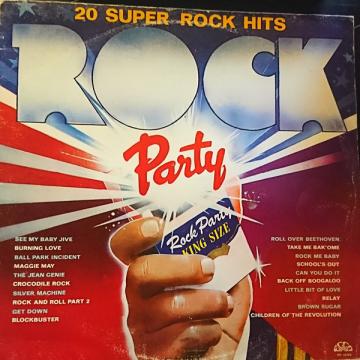 20 SUPER ROCK HITS
ROCK
Party
Rock Party
KING SIZE
SEE MY BABY JIVE
BURNING LOVE
BALL PARK INCIDENT
MAGGIE MAY
THE JEAN GENIE
CROCODILE ROCK
SILVER MACHINE
ROCK AND ROLL PART 2
GET DOWN
BLOCKBUSTER
ROLL OVER BEETHOVEN
TAKE ME BAK'OME
ROCK ME BABY
SCHOOL'S OUT
CAN YOU DO IT
BACK OFF BOOGALOO
LITTLE BIT OF LOVE
RELAY
BROWN SUGAR
CHILDREN OF THE REVOLUTION